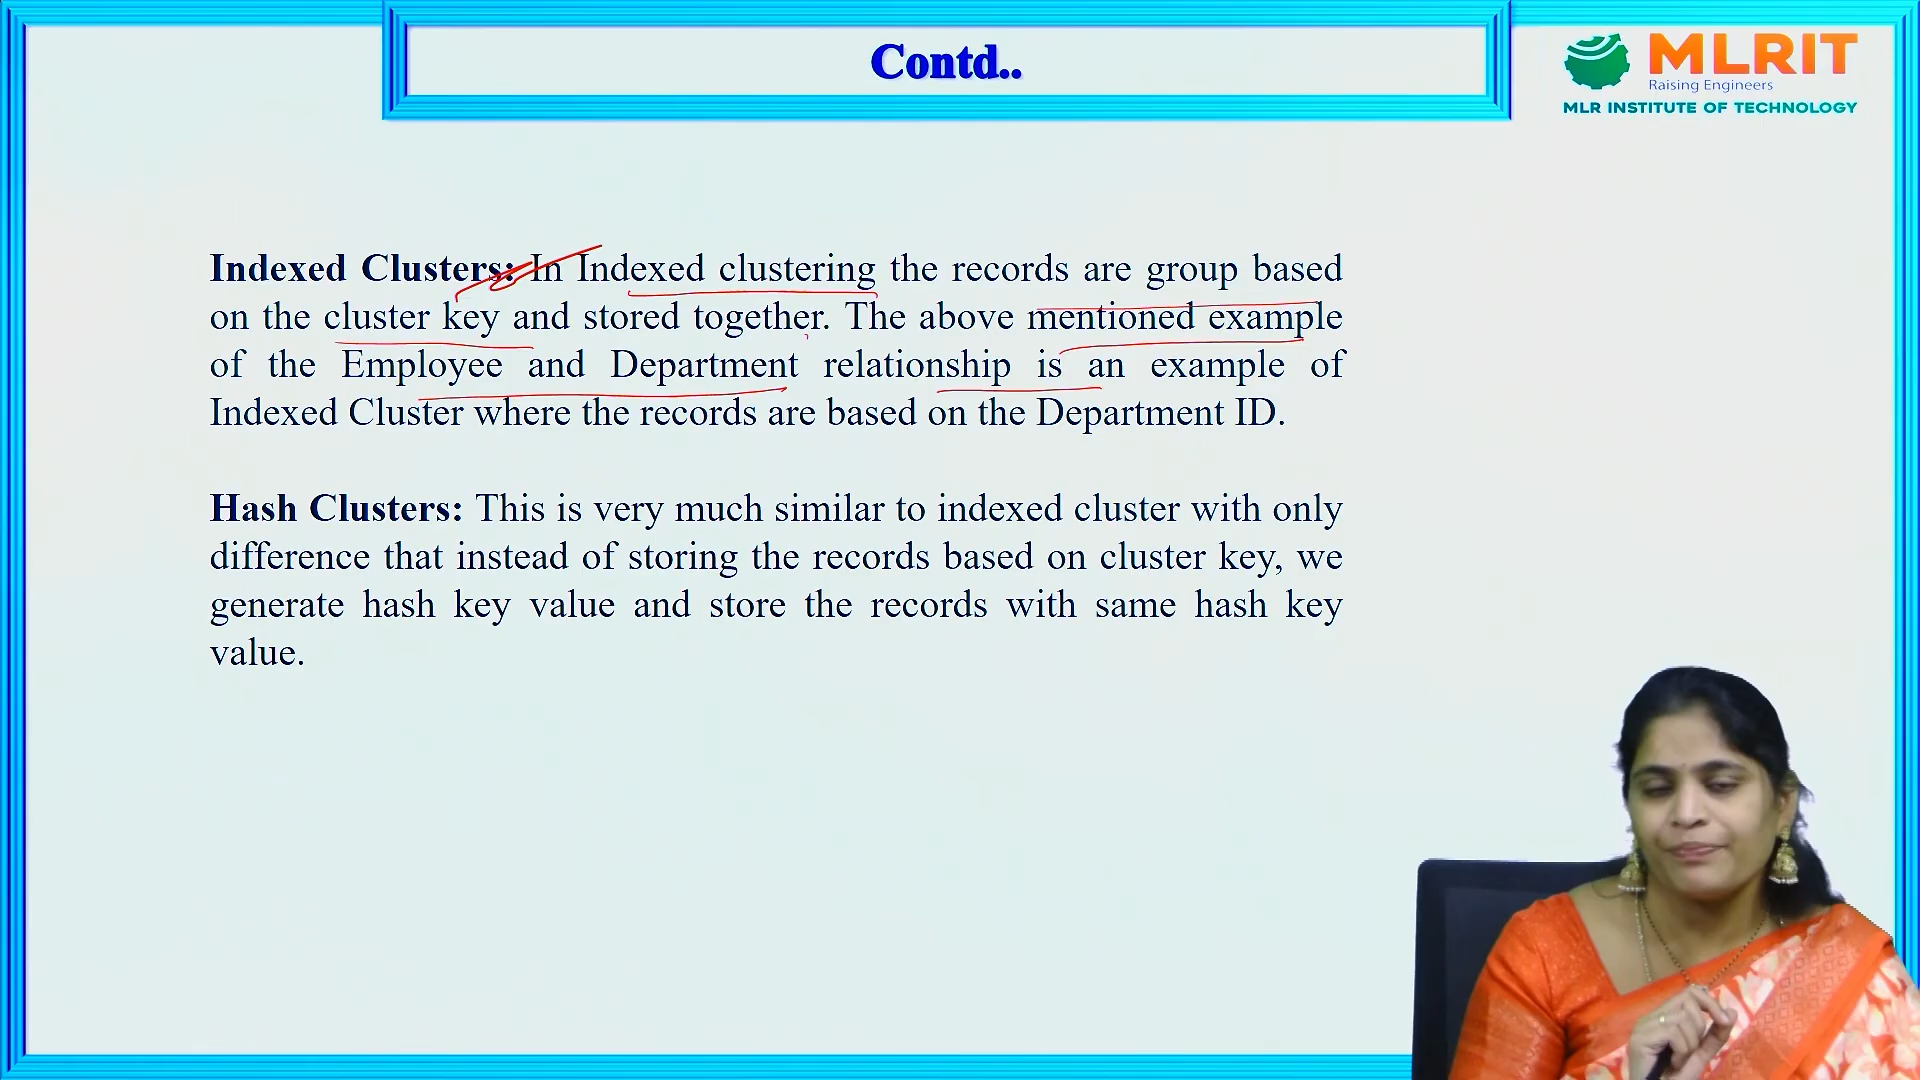 Contd..
MLRIT
Raising Engineers
MLR INSTITUTE OF TECHNOLOGY
Indexed Clusters: In Indexed clustering the records are group based
on the cluster key and stored together. The above mentioned example
of the Employee and Department relationship is an example of
Indexed Cluster where the records are based on the Department ID.
Hash Clusters: This is very much similar to indexed cluster with only
difference that instead of storing the records based on cluster key, we
generate hash key value and store the records with same hash key
value.